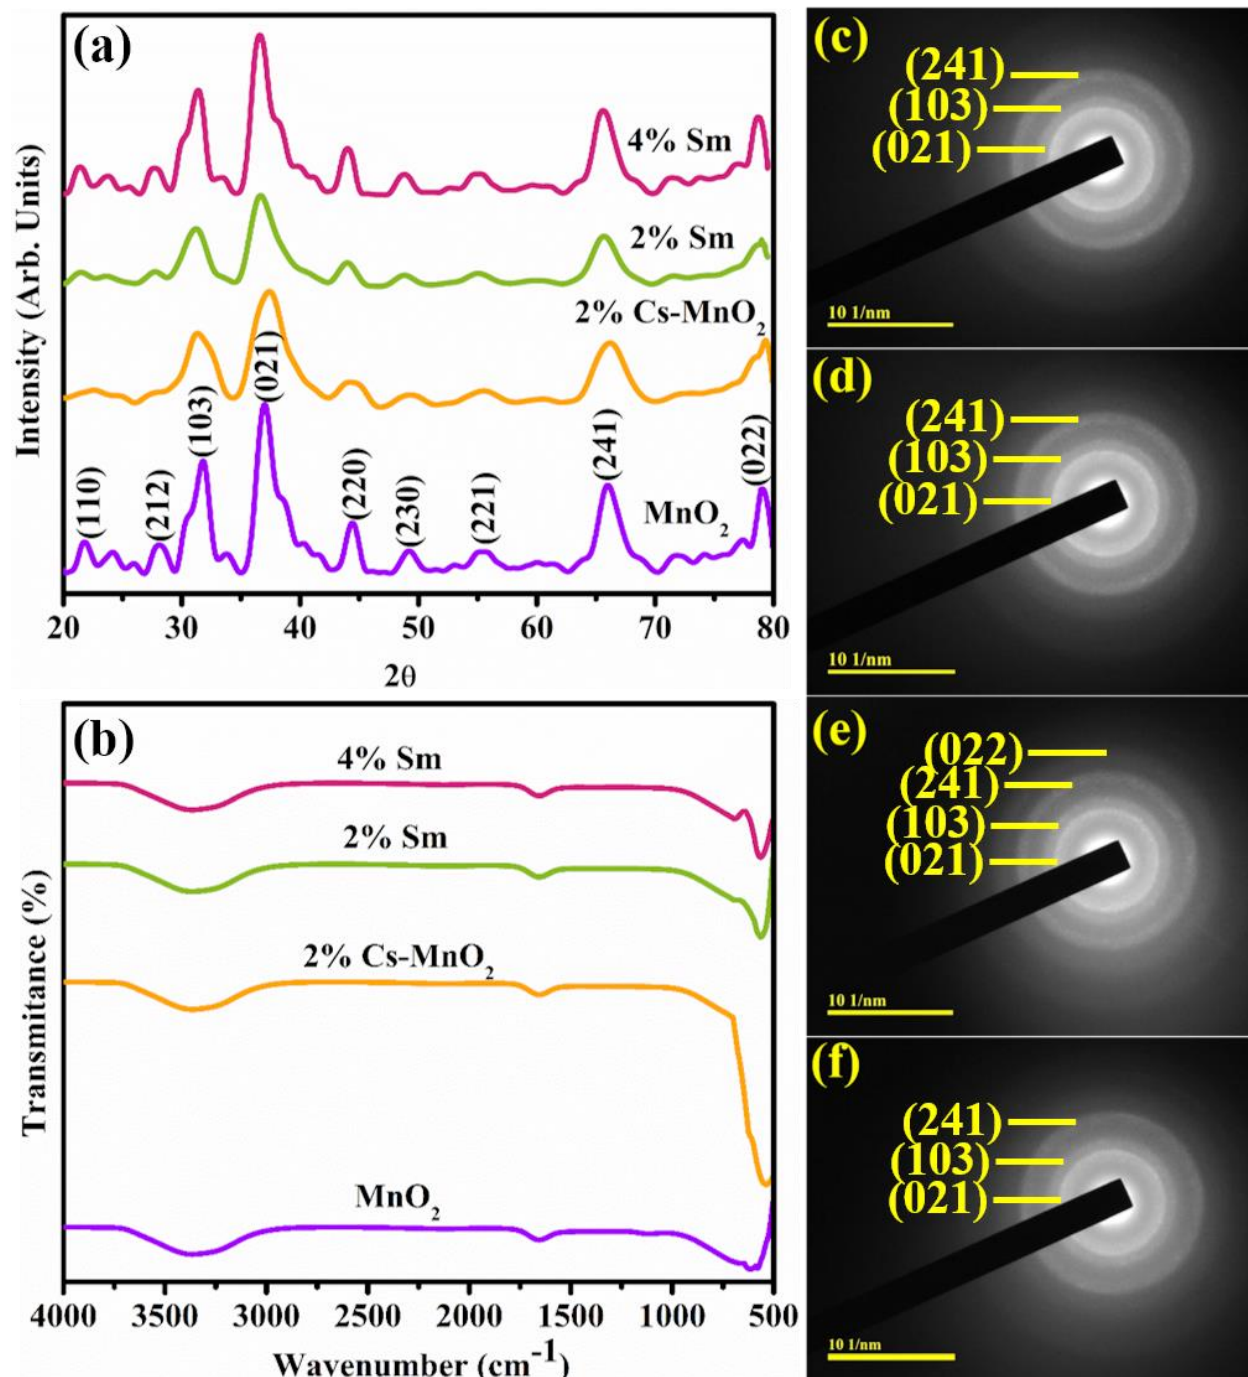 (a)
4% Sm
2% Sm
2% Cs-MnO₂
MnO₂
(110)
(212)
(103)
(021)
(220)
(230)
(221)
(241)
(022)
Intensity (Arb. Units)
20 30 40 50 60 70 80
2θ
(b)
4% Sm
2% Sm
2% Cs-MnO₂
MnO₂
Transmitance (%)
4000 3500 3000 2500 2000 1500 1000 500
Wavenumber (cm⁻¹)
(c)
(241)
(103)
(021)
10 1/nm
(d)
(241)
(103)
(021)
10 1/nm
(e)
(022)
(241)
(103)
(021)
10 1/nm
(f)
(241)
(103)
(021)
10 1/nm